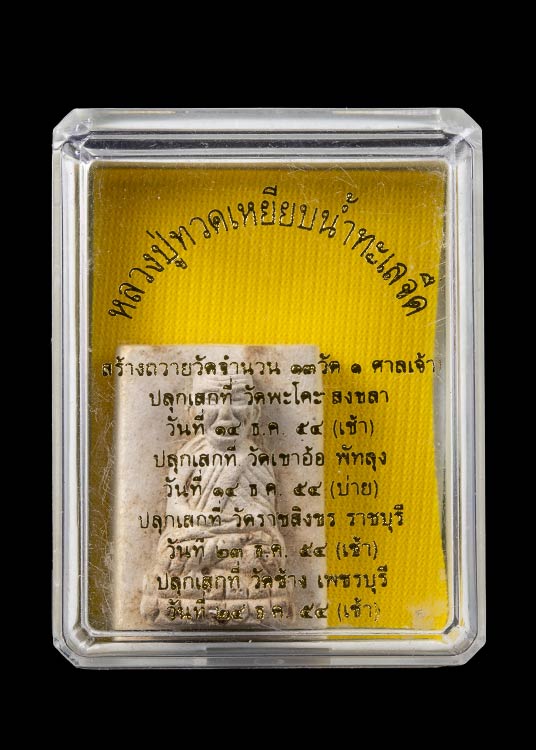 หลวงปู่ทวดเหยียบน้ำทะเลจืด
สร้างถวายวัดจำนวน ๑๓วัด ๑ ศาลเจ้า
ปลุกเสกที่ วัดพะโคะ สงขลา
วันที่ ๑๔ ธ.ค. ๕๔ (เช้า)
ปลุกเสกที่ วัดเขาอ้อ พัทลุง
วันที่ ๑๔ ธ.ค. ๕๔ (บ่าย)
ปลุกเสกที่ วัดราชสิงขร ราชบุรี
วันที่ ๒๓ ธ.ค. ๕๔ (เช้า)
ปลุกเสกที่ วัดช้าง เพชรบุรี
วันที่ ๒๔ ธ.ค. ๕๔ (เช้า)